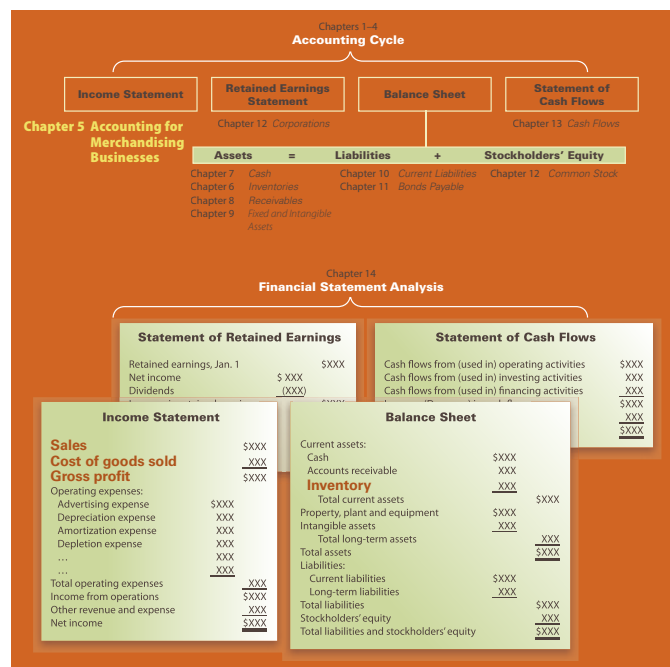 Chapters 1–4
Accounting Cycle
Income Statement
Retained Earnings
Statement
Balance Sheet
Statement of
Cash Flows
Chapter 12 Corporations
Chapter 13 Cash Flows
Chapter 5 Accounting for
Merchandising
Businesses
Assets = Liabilities + Stockholders' Equity
Chapter 7 Cash
Chapter 6 Inventories
Chapter 8 Receivables
Chapter 9 Fixed and Intangible
Assets
Chapter 10 Current Liabilities
Chapter 11 Bonds Payable
Chapter 12 Common Stock
Chapter 14
Financial Statement Analysis
Statement of Retained Earnings
Retained earnings, Jan. 1 $XXX
Net income $ XXX
Dividends (XXX)
Statement of Cash Flows
Cash flows from (used in) operating activities $XXX
Cash flows from (used in) investing activities XXX
Cash flows from (used in) financing activities XXX
$XXX
XXX
$XXX
Income Statement
Sales $XXX
Cost of goods sold XXX
Gross profit $XXX
Operating expenses:
Advertising expense $XXX
Depreciation expense XXX
Amortization expense XXX
Depletion expense XXX
… XXX
… XXX
Total operating expenses XXX
Income from operations $XXX
Other revenue and expense XXX
Net income $XXX
Balance Sheet
Current assets:
Cash $XXX
Accounts receivable XXX
Inventory XXX
Total current assets $XXX
Property, plant and equipment $XXX
Intangible assets XXX
Total long-term assets XXX
Total assets $XXX
Liabilities:
Current liabilities $XXX
Long-term liabilities XXX
Total liabilities $XXX
Stockholders' equity XXX
Total liabilities and stockholders' equity $XXX